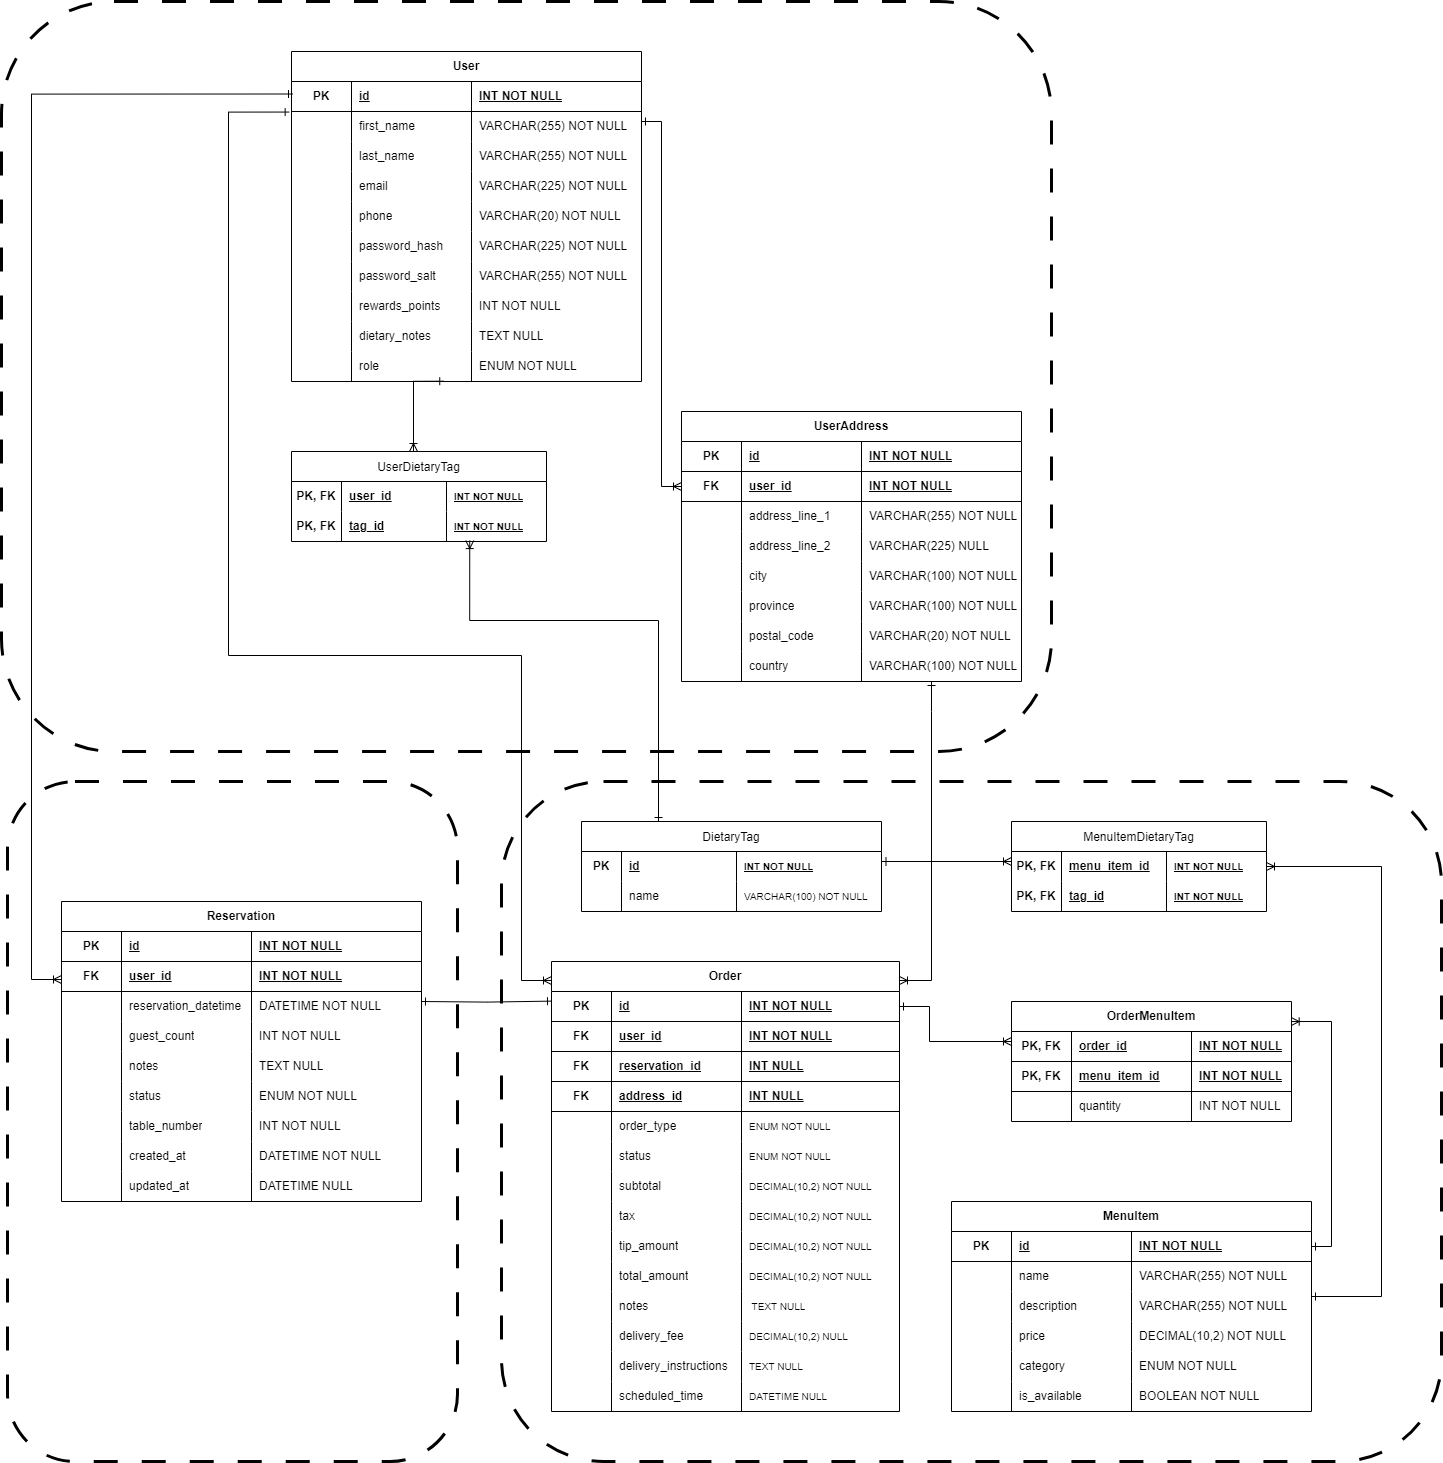 User
PK id INT NOT NULL
first_name VARCHAR(255) NOT NULL
last_name VARCHAR(255) NOT NULL
email VARCHAR(225) NOT NULL
phone VARCHAR(20) NOT NULL
password_hash VARCHAR(225) NOT NULL
password_salt VARCHAR(255) NOT NULL
rewards_points INT NOT NULL
dietary_notes TEXT NULL
role ENUM NOT NULL
UserDietaryTag
PK, FK user_id INT NOT NULL
PK, FK tag_id INT NOT NULL
UserAddress
PK id INT NOT NULL
FK user_id INT NOT NULL
address_line_1 VARCHAR(255) NOT NULL
address_line_2 VARCHAR(225) NULL
city VARCHAR(100) NOT NULL
province VARCHAR(100) NOT NULL
postal_code VARCHAR(20) NOT NULL
country VARCHAR(100) NOT NULL
Reservation
PK id INT NOT NULL
FK user_id INT NOT NULL
reservation_datetime DATETIME NOT NULL
guest_count INT NOT NULL
notes TEXT NULL
status ENUM NOT NULL
table_number INT NOT NULL
created_at DATETIME NOT NULL
updated_at DATETIME NULL
DietaryTag
PK id INT NOT NULL
name VARCHAR(100) NOT NULL
MenuItemDietaryTag
PK, FK menu_item_id INT NOT NULL
PK, FK tag_id INT NOT NULL
Order
PK id INT NOT NULL
FK user_id INT NOT NULL
FK reservation_id INT NULL
FK address_id INT NULL
order_type ENUM NOT NULL
status ENUM NOT NULL
subtotal DECIMAL(10,2) NOT NULL
tax DECIMAL(10,2) NOT NULL
tip_amount DECIMAL(10,2) NOT NULL
total_amount DECIMAL(10,2) NOT NULL
notes TEXT NULL
delivery_fee DECIMAL(10,2) NULL
delivery_instructions TEXT NULL
scheduled_time DATETIME NULL
OrderMenuItem
PK, FK order_id INT NOT NULL
PK, FK menu_item_id INT NOT NULL
quantity INT NOT NULL
MenuItem
PK id INT NOT NULL
name VARCHAR(255) NOT NULL
description VARCHAR(255) NOT NULL
price DECIMAL(10,2) NOT NULL
category ENUM NOT NULL
is_available BOOLEAN NOT NULL